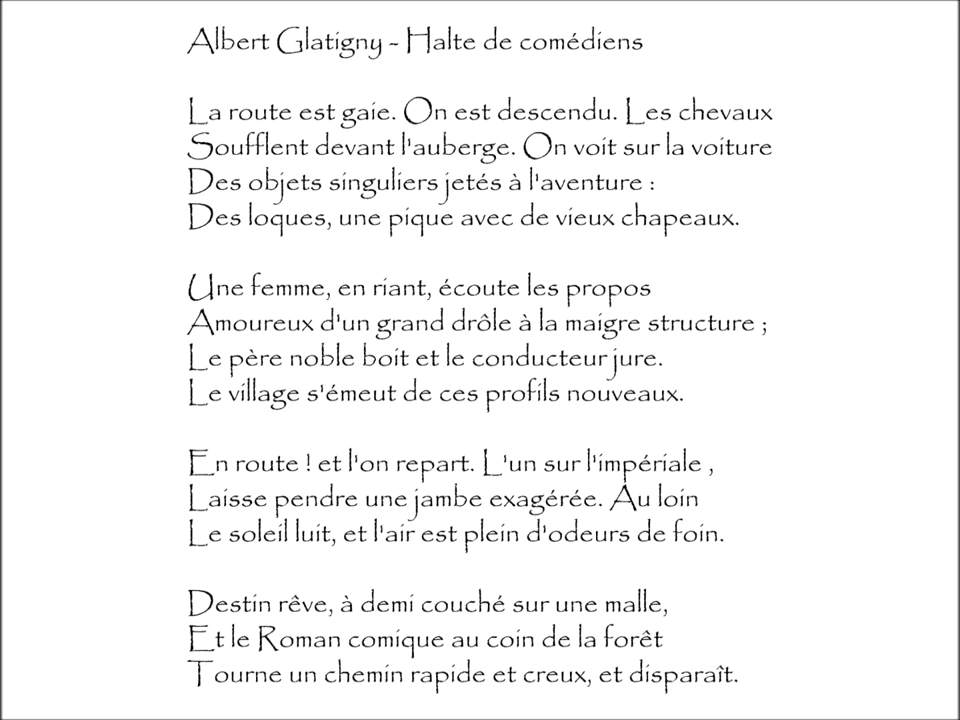 Albert Glatigny - Halte de comédiens
La route est gaie. On est descendu. Les chevaux
Soufflent devant l'auberge. On voit sur la voiture
Des objets singuliers jetés à l'aventure :
Des loques, une pique avec de vieux chapeaux.
Une femme, en riant, écoute les propos
Amoureux d'un grand drôle à la maigre structure ;
Le père noble boit et le conducteur jure.
Le village s'émeut de ces profils nouveaux.
En route ! et l'on repart. L'un sur l'impériale ,
Laisse pendre une jambe exagérée. Au loin
Le soleil luit, et l'air est plein d'odeurs de foin.
Destin rêve, à demi couché sur une malle,
Et le Roman comique au coin de la forêt
Tourne un chemin rapide et creux, et disparaît.